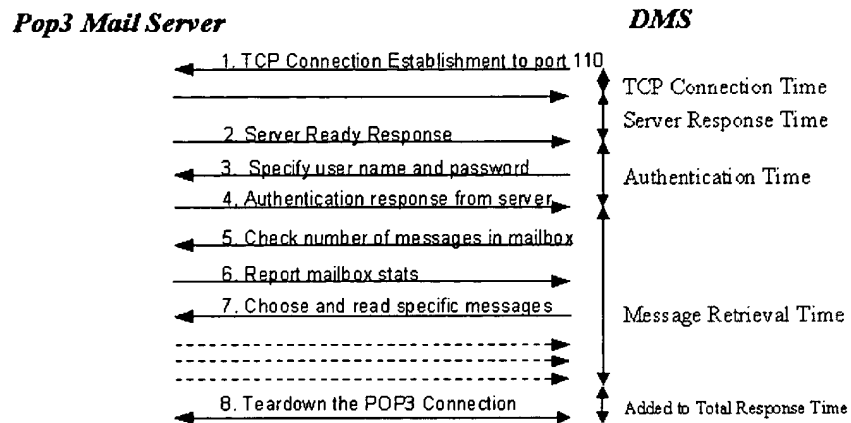 Pop3 Mail Server
DMS
1. TCP Connection Establishment to port 110
TCP Connection Time
Server Response Time
2. Server Ready Response
3. Specify user name and password
Authentication Time
4. Authentication response from server
5. Check number of messages in mailbox
6. Report mailbox stats
7. Choose and read specific messages
Message Retrieval Time
8. Teardown the POP3 Connection
Added to Total Response Time